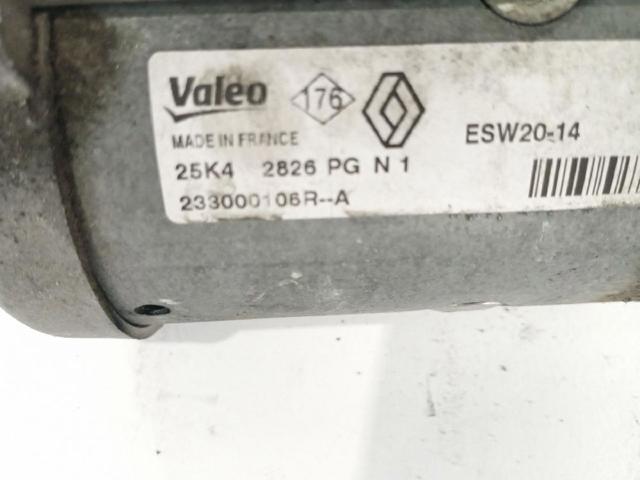 Valeo 176
MADE IN FRANCE
ESW20-14
25K4 2826 PG N 1
233000106R--A